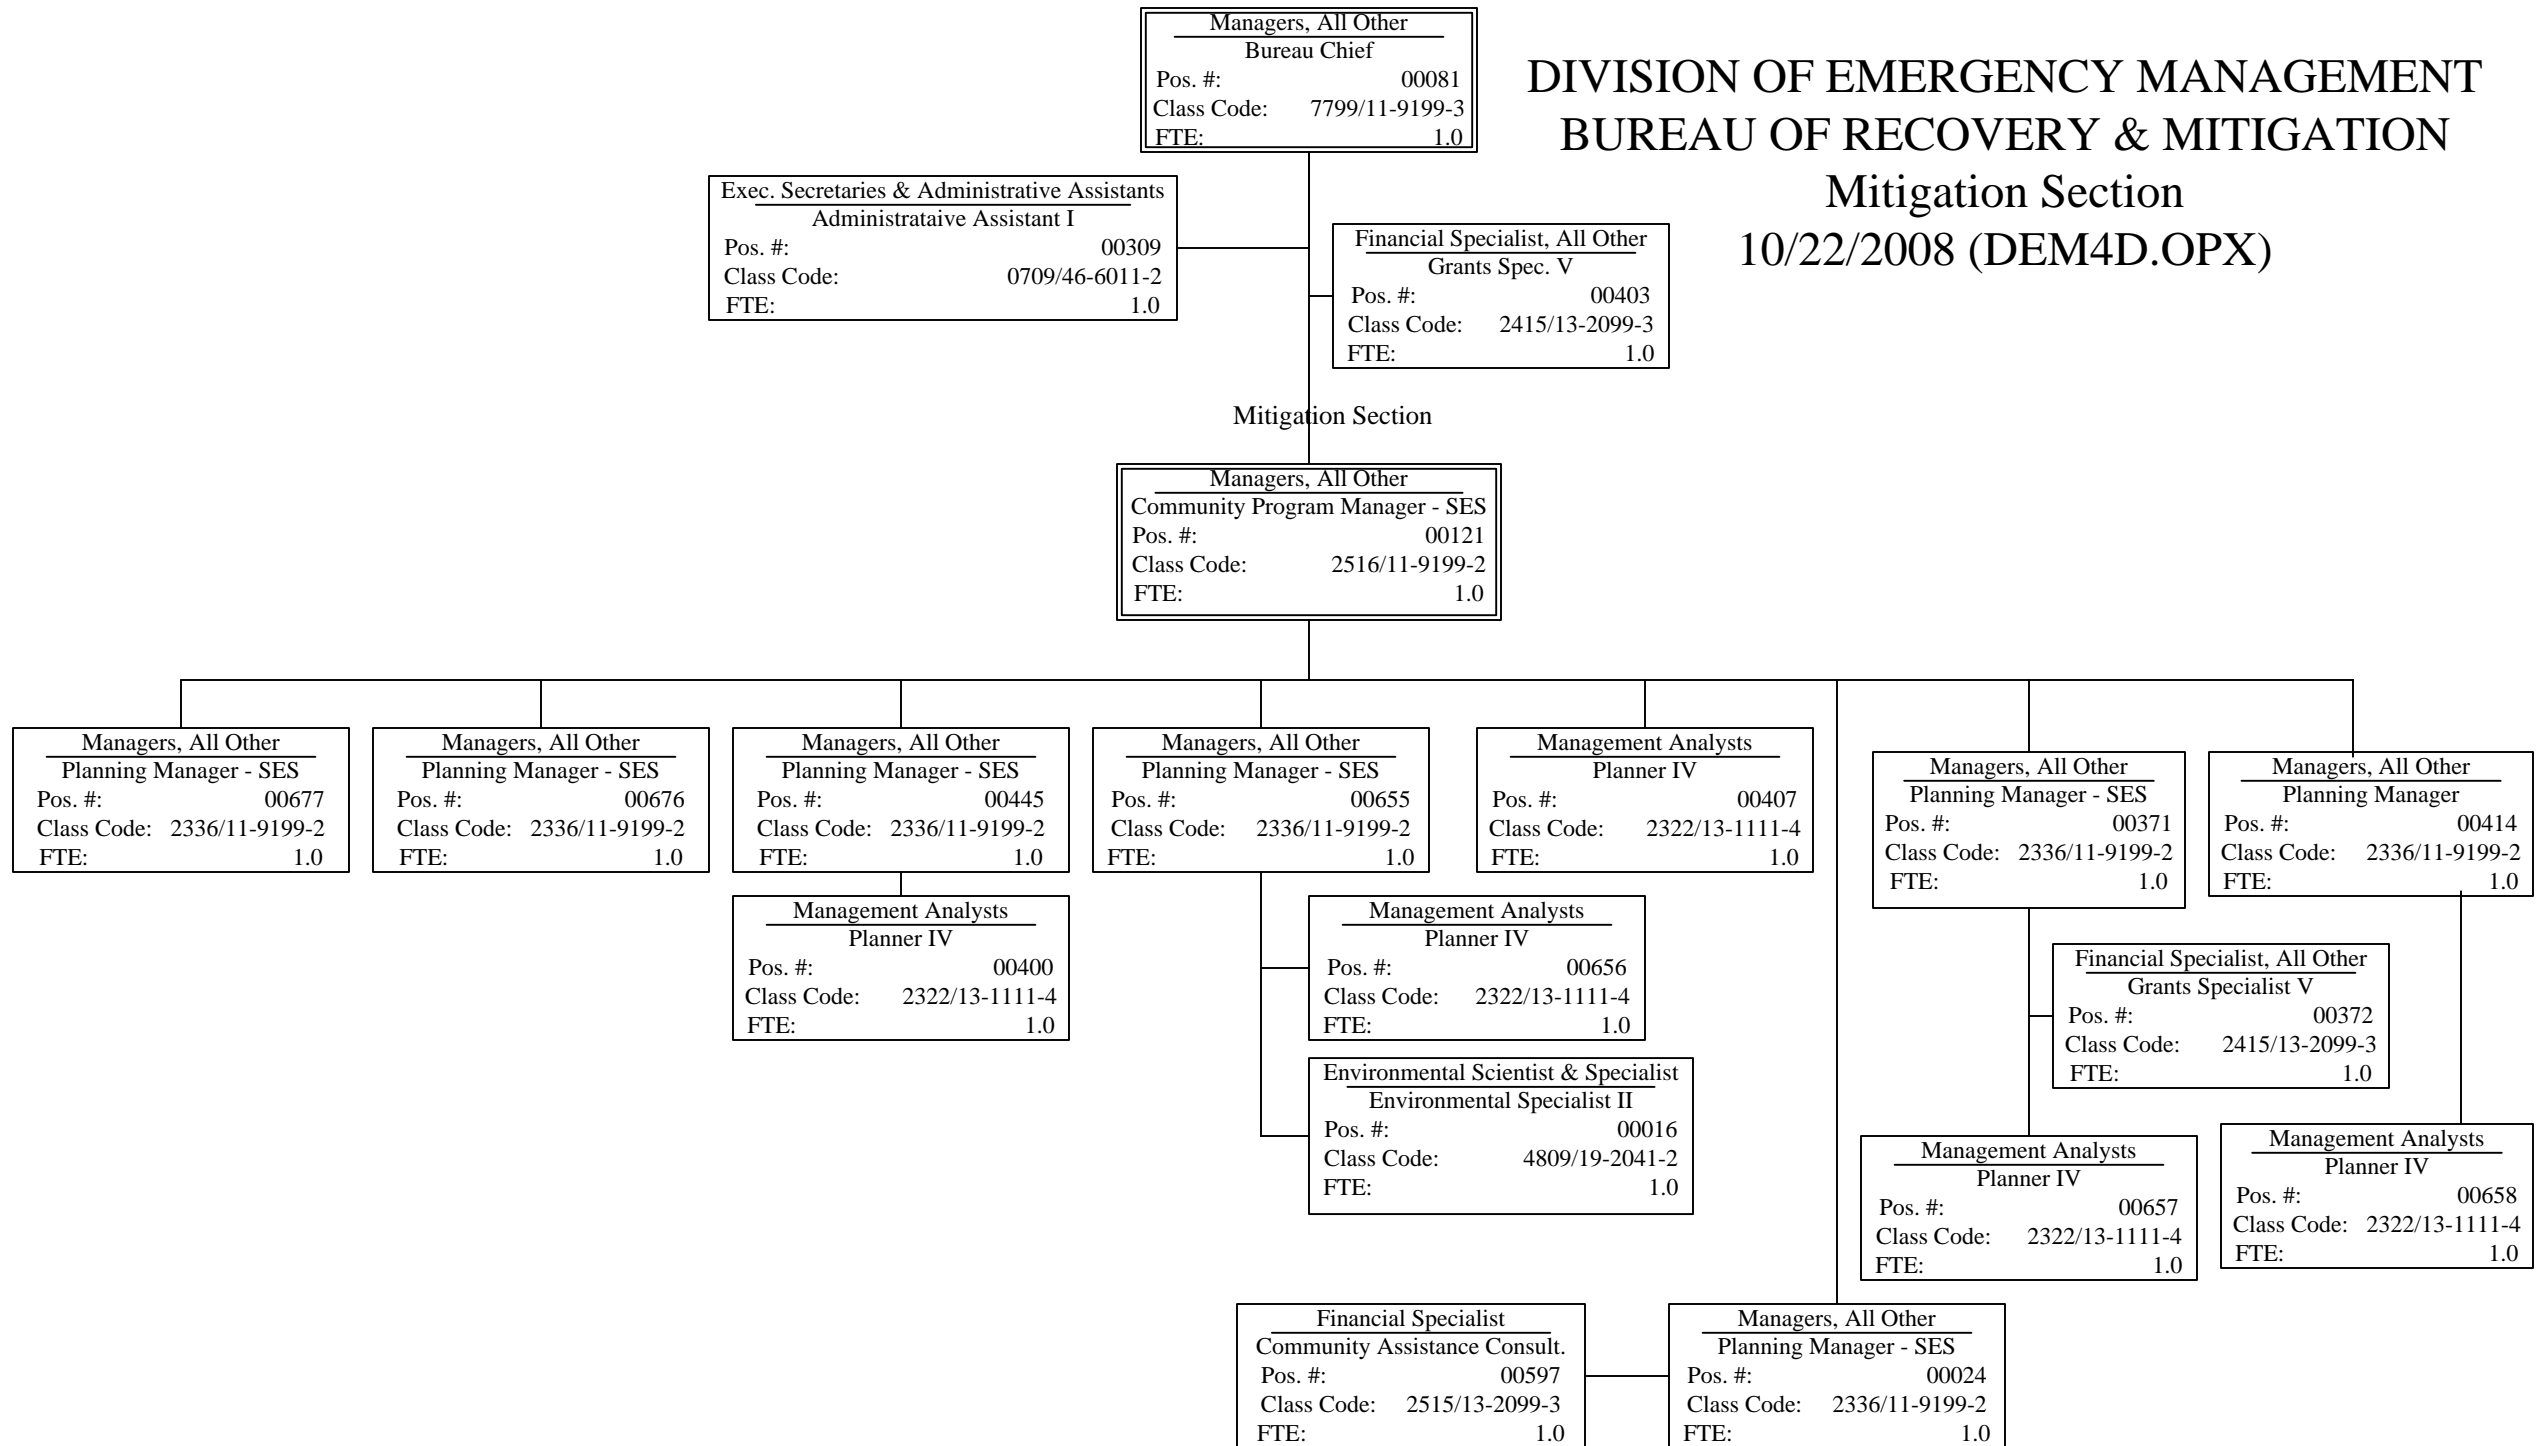 Managers, All Other
Bureau Chief
Pos. #: 00081
Class Code: 7799/11-9199-3
FTE: 1.0
DIVISION OF EMERGENCY MANAGEMENT
BUREAU OF RECOVERY & MITIGATION
Mitigation Section
10/22/2008 (DEM4D.OPX)
Exec. Secretaries & Administrative Assistants
Administrataive Assistant I
Pos. #: 00309
Class Code: 0709/46-6011-2
FTE: 1.0
Financial Specialist, All Other
Grants Spec. V
Pos. #: 00403
Class Code: 2415/13-2099-3
FTE: 1.0
Mitigation Section
Managers, All Other
Community Program Manager - SES
Pos. #: 00121
Class Code: 2516/11-9199-2
FTE: 1.0
Managers, All Other
Planning Manager - SES
Pos. #: 00677
Class Code: 2336/11-9199-2
FTE: 1.0
Managers, All Other
Planning Manager - SES
Pos. #: 00676
Class Code: 2336/11-9199-2
FTE: 1.0
Managers, All Other
Planning Manager - SES
Pos. #: 00445
Class Code: 2336/11-9199-2
FTE: 1.0
Managers, All Other
Planning Manager - SES
Pos. #: 00655
Class Code: 2336/11-9199-2
FTE: 1.0
Management Analysts
Planner IV
Pos. #: 00407
Class Code: 2322/13-1111-4
FTE: 1.0
Managers, All Other
Planning Manager - SES
Pos. #: 00371
Class Code: 2336/11-9199-2
FTE: 1.0
Managers, All Other
Planning Manager
Pos. #: 00414
Class Code: 2336/11-9199-2
FTE: 1.0
Management Analysts
Planner IV
Pos. #: 00400
Class Code: 2322/13-1111-4
FTE: 1.0
Management Analysts
Planner IV
Pos. #: 00656
Class Code: 2322/13-1111-4
FTE: 1.0
Financial Specialist, All Other
Grants Specialist V
Pos. #: 00372
Class Code: 2415/13-2099-3
FTE: 1.0
Environmental Scientist & Specialist
Environmental Specialist II
Pos. #: 00016
Class Code: 4809/19-2041-2
FTE: 1.0
Management Analysts
Planner IV
Pos. #: 00657
Class Code: 2322/13-1111-4
FTE: 1.0
Management Analysts
Planner IV
Pos. #: 00658
Class Code: 2322/13-1111-4
FTE: 1.0
Financial Specialist
Community Assistance Consult.
Pos. #: 00597
Class Code: 2515/13-2099-3
FTE: 1.0
Managers, All Other
Planning Manager - SES
Pos. #: 00024
Class Code: 2336/11-9199-2
FTE: 1.0